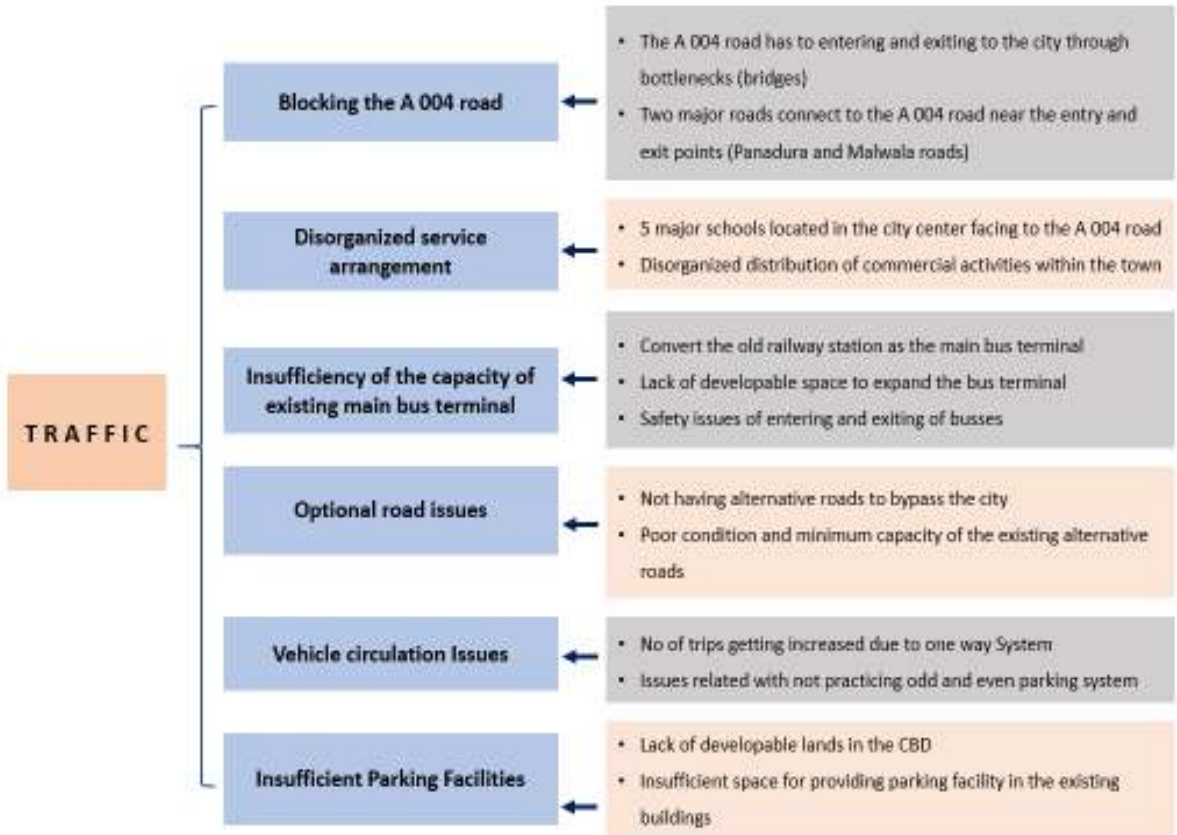 TRAFFIC
Blocking the A 004 road
• The A 004 road has to entering and exiting to the city through
bottlenecks (bridges)
• Two major roads connect to the A 004 road near the entry and
exit points (Panadura and Malwala roads)
Disorganized service
arrangement
• 5 major schools located in the city center facing to the A 004 road
• Disorganized distribution of commercial activities within the town
Insufficiency of the capacity of
existing main bus terminal
• Convert the old railway station as the main bus terminal
• Lack of developable space to expand the bus terminal
• Safety issues of entering and exiting of busses
Optional road issues
• Not having alternative roads to bypass the city
• Poor condition and minimum capacity of the existing alternative
roads
Vehicle circulation Issues
• No of trips getting increased due to one way System
• Issues related with not practicing odd and even parking system
Insufficient Parking Facilities
• Lack of developable lands in the CBD
• Insufficient space for providing parking facility in the existing
buildings